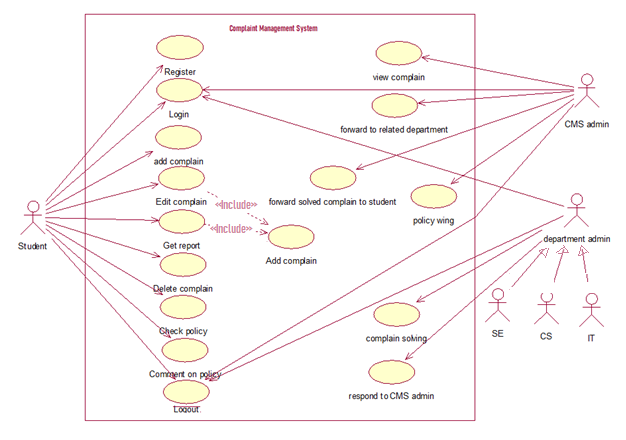 Complaint Management System
Register
view complain
Login
CMS admin
forward to related department
add complain
Edit complain
forward solved complain to student
«Include»
policy wing
«Include»
Student
Get report
department admin
Add complain
Delete complain
SE
CS
IT
Check policy
complain solving
Comment on policy
respond to CMS admin
Logout.